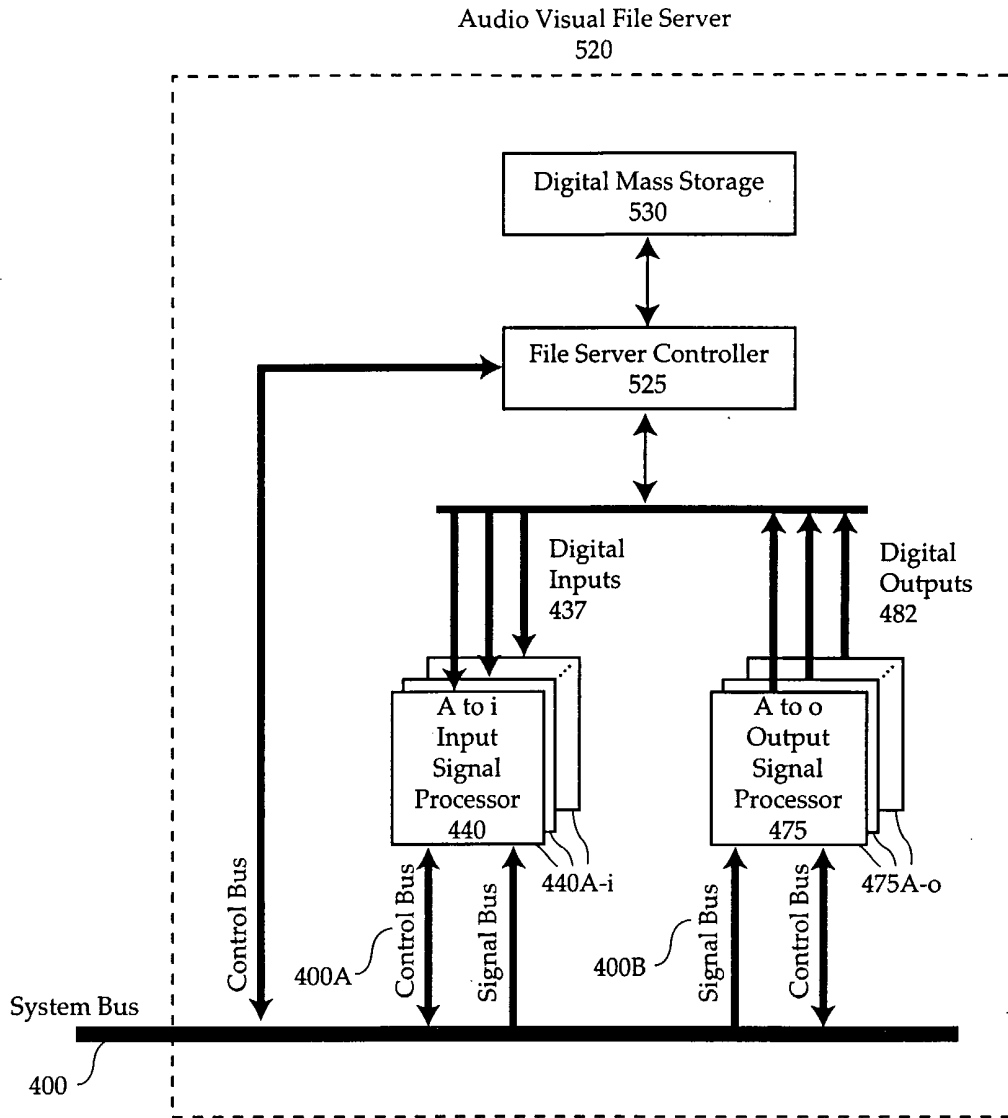 Audio Visual File Server
520
Digital Mass Storage
530
File Server Controller
525
Digital
Inputs
437
Digital
Outputs
482
A to i
Input
Signal
Processor
440
A to o
Output
Signal
Processor
475
440A-i
475A-o
Control Bus
400A
Control Bus
Signal Bus
400B
Signal Bus
Control Bus
System Bus
400